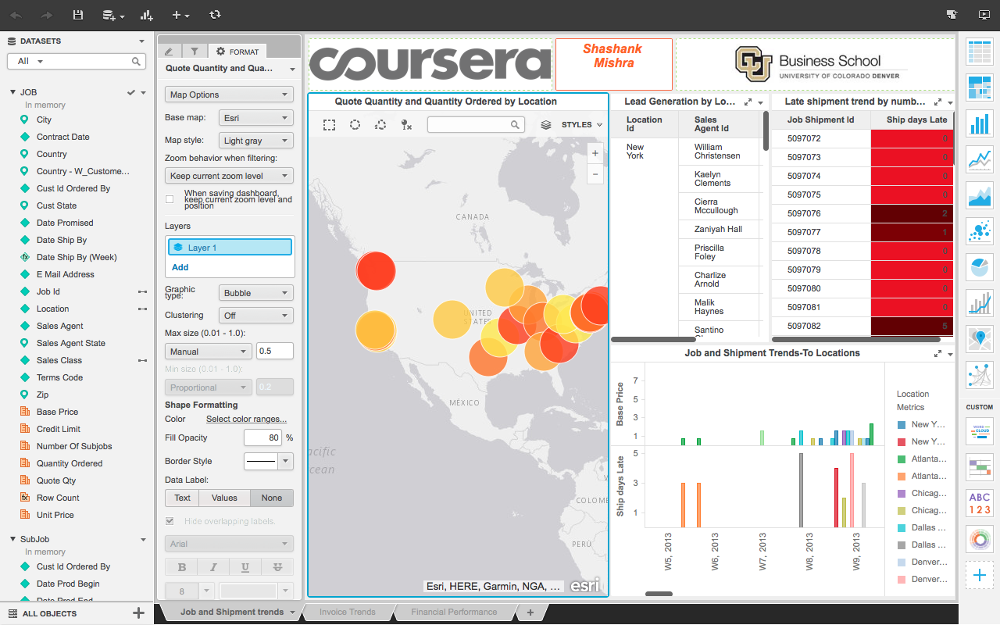 DATASETS
All
JOB
In memory
City
Contract Date
Country
Country - W_Custome...
Cust Id Ordered By
Cust State
Date Promised
Date Ship By
Date Ship By (Week)
E Mail Address
Job Id
Location
Sales Agent
Sales Agent State
Sales Class
Terms Code
Zip
Base Price
Credit Limit
Number Of Subjobs
Quantity Ordered
Quote Qty
Row Count
Unit Price
SubJob
In memory
Cust Id Ordered By
Date Prod Begin
Date Prod End
ALL OBJECTS
FORMAT
Quote Quantity and Qua...
Map Options
Base map: Esri
Map style: Light gray
Zoom behavior when filtering:
Keep current zoom level
When saving dashboard,
keep current zoom level and
position
Layers
Layer 1
Add
Graphic
type: Bubble
Clustering Off
Max size (0.01 - 1.0):
Manual 0.5
Min size (0.01 - 1.0):
Proportional 0.2
Shape Formatting
Color Select color ranges...
Fill Opacity 80 %
Border Style
Data Label:
Text Values None
Hide overlapping labels.
Arial
B I U S
8
coursera
Shashank
Mishra
CU
Business School
UNIVERSITY OF COLORADO DENVER
Quote Quantity and Quantity Ordered by Location
STYLES
+
−
CANADA
UNITED
STATES
MÉXICO
acific
cean
V
COLOME
PERÚ
Esri, HERE, Garmin, NGA, ...
esri
Lead Generation by Lo...
Location
Id
Sales
Agent Id
New
York
William
Christensen
Kaelyn
Clements
Cierra
Mccullough
Zaniyah Hall
Priscilla
Foley
Charlize
Arnold
Malik
Haynes
Santino
Late shipment trend by numb...
Job Shipment Id Ship days Late
5097072 0
5097073 0
5097074 0
5097075 0
5097076 2
5097077 1
5097078 0
5097079 0
5097080 0
5097081 0
5097082 5
Job and Shipment Trends-To Locations
Base Price
7
5
3
1
Ship days Late
5
3
1
W5, 2013
W6, 2013
W7, 2013
W8, 2013
W9, 2013
Location
Metrics
New Y...
New Y...
Atlanta...
Atlanta...
Chicag...
Chicag...
Dallas ...
Dallas ...
Denver...
Denver...
CUSTOM
WORD
CLOUD
ABC
123
Job and Shipment trends
Invoice Trends
Financial Performance
+